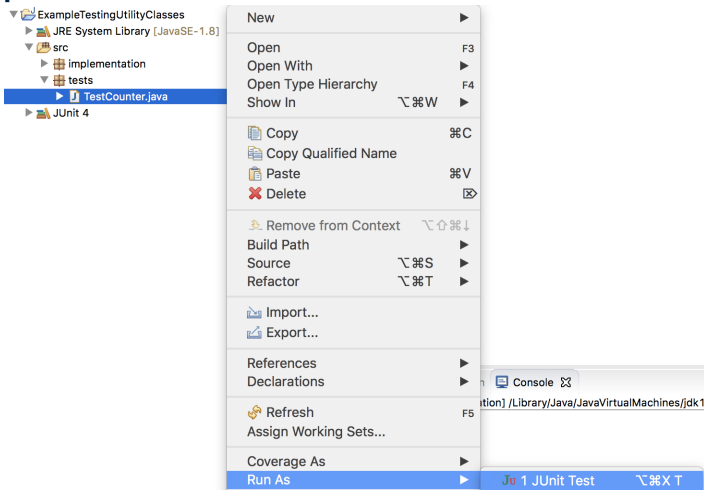 ExampleTestingUtilityClasses
JRE System Library [JavaSE-1.8]
src
implementation
tests
TestCounter.java
JUnit 4
New
Open F3
Open With
Open Type Hierarchy F4
Show In ⌥⌘W
Copy ⌘C
Copy Qualified Name
Paste ⌘V
Delete ⌦
Remove from Context ⌥⇧⌘↓
Build Path
Source ⌥⌘S
Refactor ⌥⌘T
Import...
Export...
References
Declarations
Refresh F5
Assign Working Sets...
Coverage As
Run As
Console
ation] /Library/Java/JavaVirtualMachines/jdk1
Ju 1 JUnit Test ⌥⌘X T